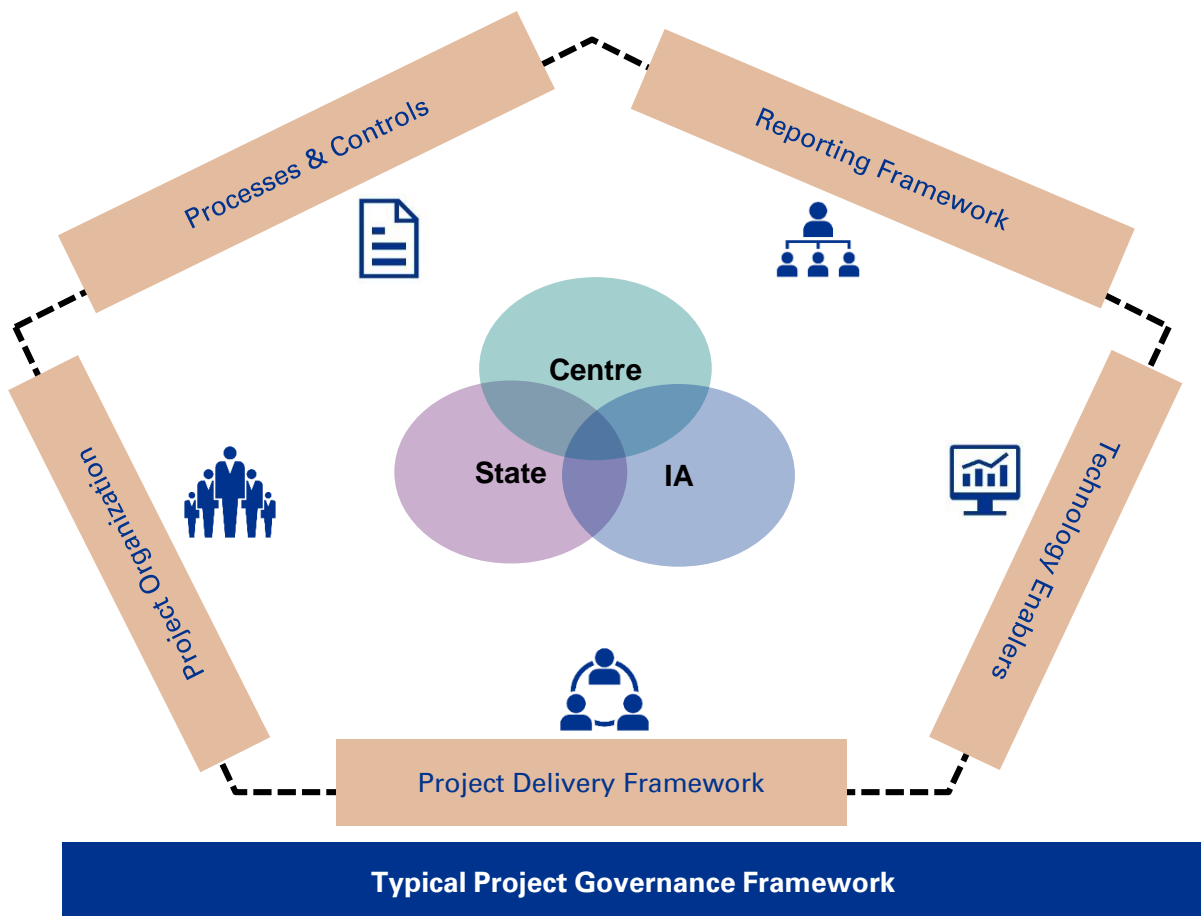 Processes & Controls
Reporting Framework
Centre
State
IA
Project Organization
Technology Enablers
Project Delivery Framework
Typical Project Governance Framework